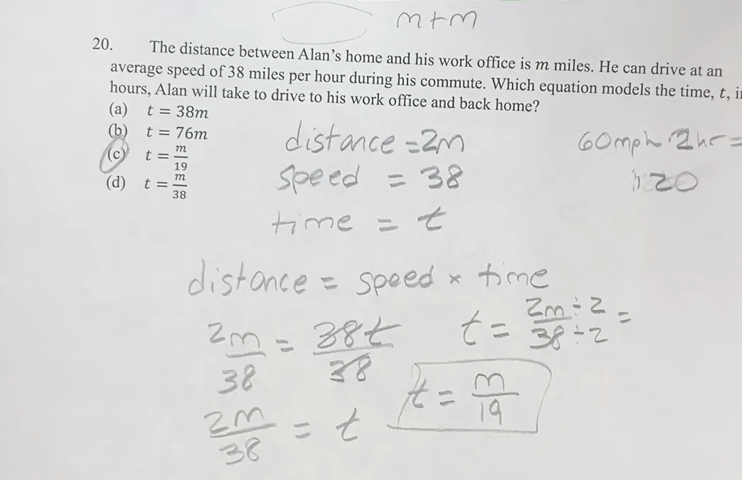 m+m
20. The distance between Alan's home and his work office is m miles. He can drive at an
average speed of 38 miles per hour during his commute. Which equation models the time, t, i
hours, Alan will take to drive to his work office and back home?
(a) t = 38m
(b) t = 76m
(c) t = m/19
(d) t = m/38
distance = 2m
speed = 38
time = t
60mph 2hr =
120
distance = speed × time
2m/38 = 38t/38
2m/38 = t
t = 2m÷2/38÷2 =
t = m/19